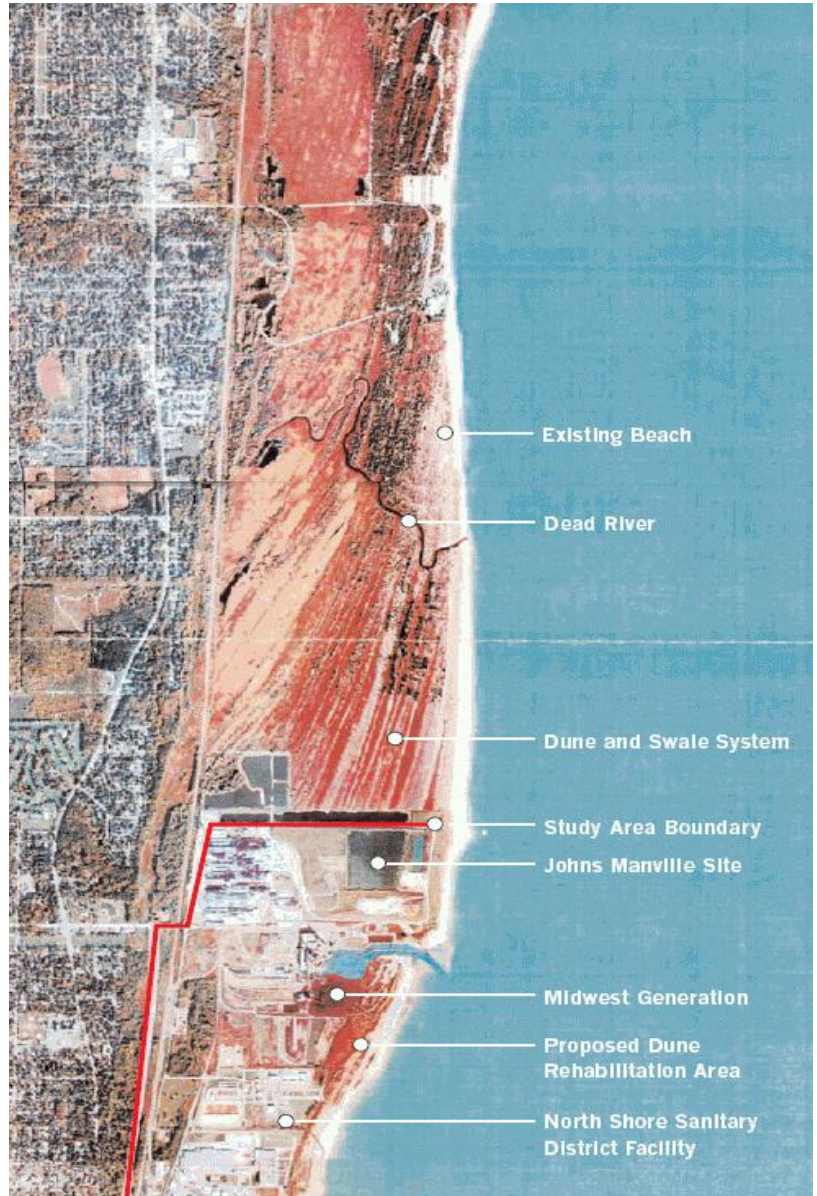 Existing Beach
Dead River
Dune and Swale System
Study Area Boundary
Johns Manville Site
Midwest Generation
Proposed Dune
Rehabilitation Area
North Shore Sanitary
District Facility